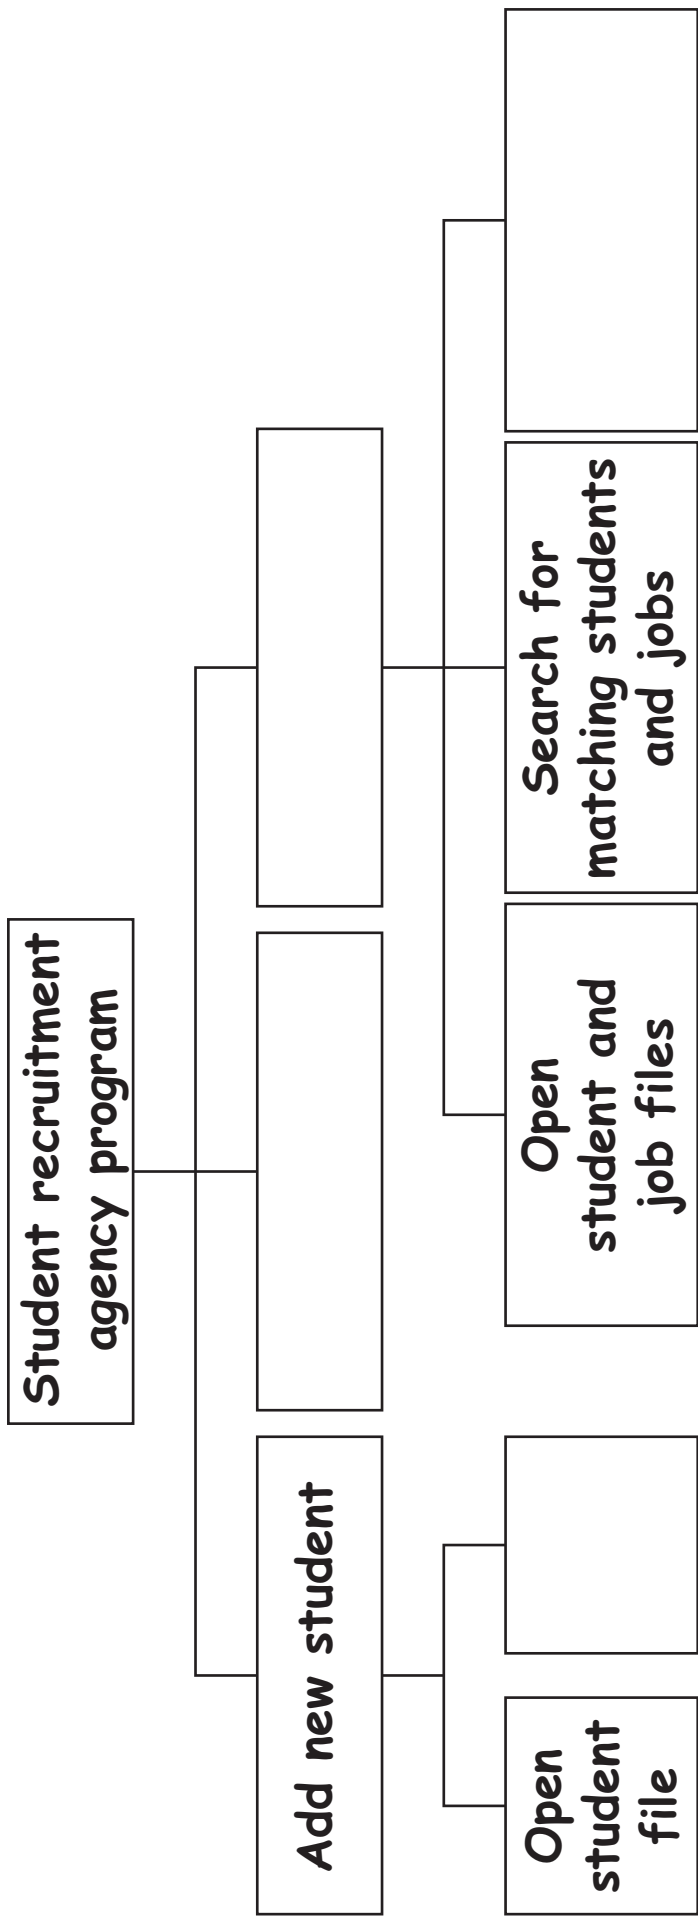 Student recruitment
agency program
Add new student
Open
student
file
Open
student and
job files
Search for
matching students
and jobs